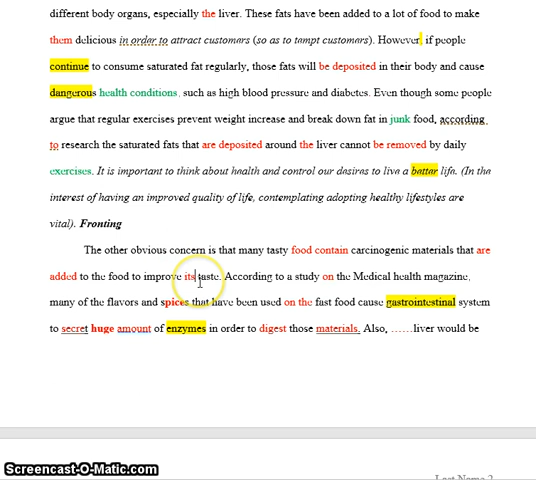 different body organs, especially the liver. These fats have been added to a lot of food to make
them delicious in order to attract customers (so as to tampt customars). However, if people
continue to consume saturated fat regularly, those fats will be deposited in their body and cause
dangerous health conditions, such as high blood pressure and diabetes. Even though some people
argue that regular exercises prevent weight increase and break down fat in junk food, according
to research the saturated fats that are deposited around the liver cannot be removed by daily
exercises. It is important to think about health and control our desires to live a better life. (In the
interest of having an improved quality of life, contemplating adopting healthy lifestyles are
vital). Fronting
The other obvious concern is that many tasty food contain carcinogenic materials that are
added to the food to improve its taste. According to a study on the Medical health magazine,
many of the flavors and spices that have been used on the fast food cause gastrointestinal system
to secret huge amount of enzymes in order to digest those materials. Also, ……liver would be
Screencast-O-Matic.com
Last Name 2